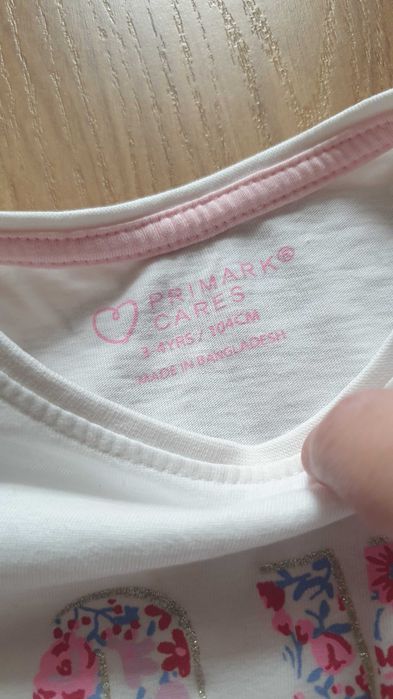 PRIMARK®
CARES
3-4YRS / 104CM
MADE IN BANGLADESH